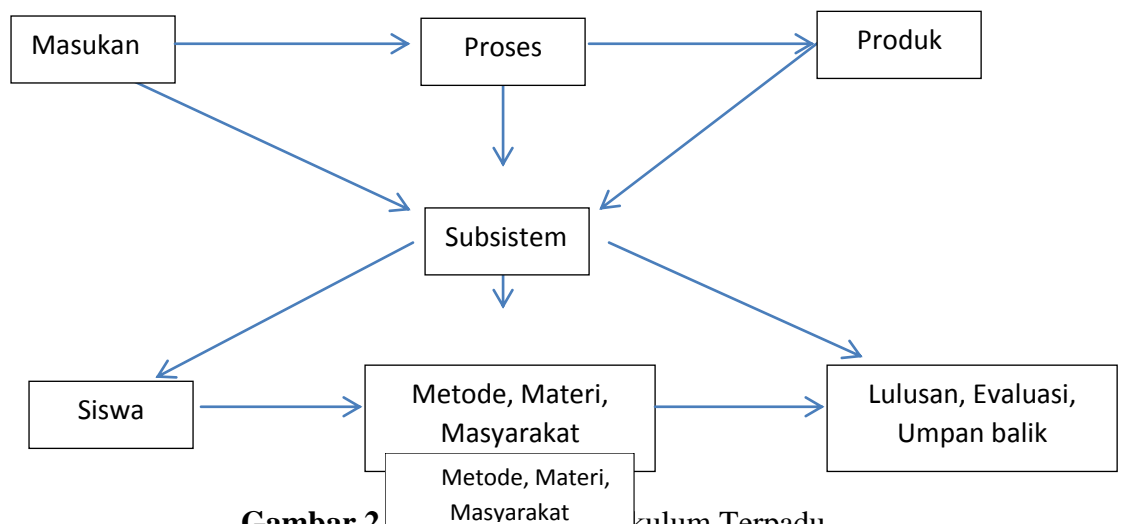 Masukan
Proses
Produk
Subsistem
Siswa
Metode, Materi,
Masyarakat
Lulusan, Evaluasi,
Umpan balik
Metode, Materi,
Masyarakat
Gambar 2
kulum Terpadu